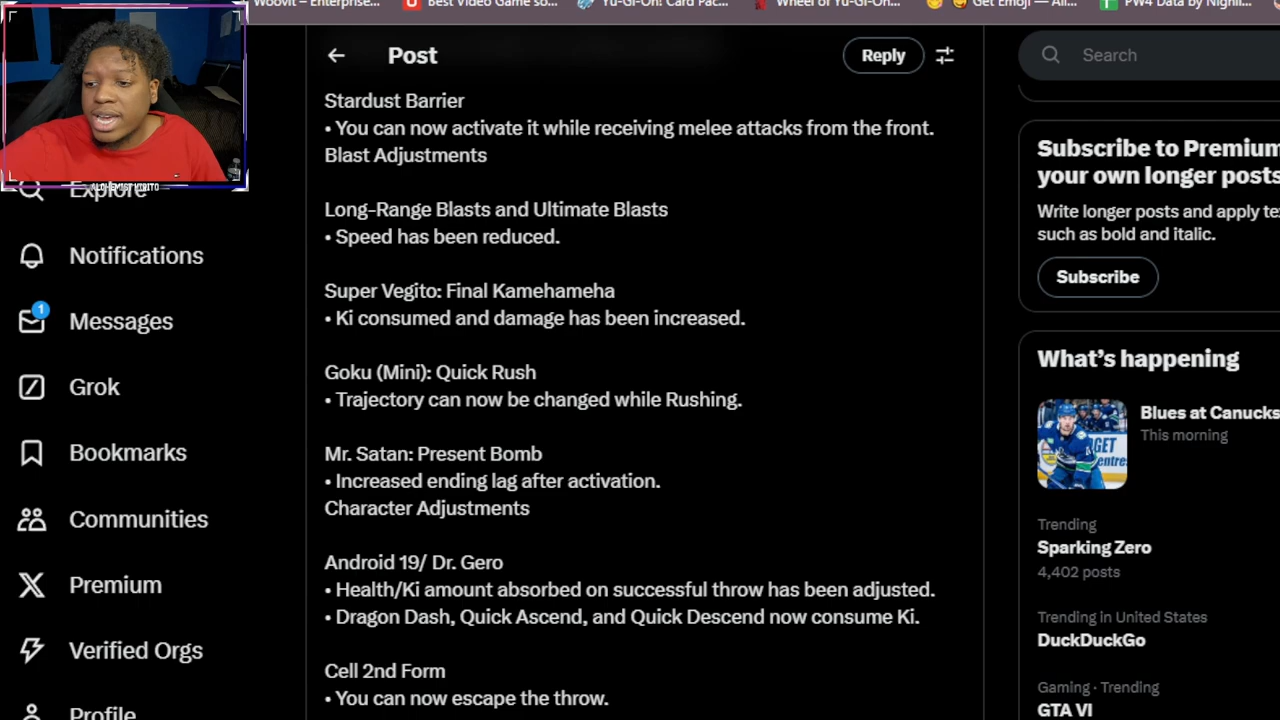 Woovit – Enterprise...
Best Video Game so...
Yu-Gi-Oh! Card Pac...
Wheel of Yu-Gi-Oh...
Get Emoji — All...
PW4 Data by Nighli...
Post
Reply
Search
Stardust Barrier
• You can now activate it while receiving melee attacks from the front.
Blast Adjustments
Long-Range Blasts and Ultimate Blasts
• Speed has been reduced.
Super Vegito: Final Kamehameha
• Ki consumed and damage has been increased.
Goku (Mini): Quick Rush
• Trajectory can now be changed while Rushing.
Mr. Satan: Present Bomb
• Increased ending lag after activation.
Character Adjustments
Android 19/ Dr. Gero
• Health/Ki amount absorbed on successful throw has been adjusted.
• Dragon Dash, Quick Ascend, and Quick Descend now consume Ki.
Cell 2nd Form
• You can now escape the throw.
ALCHEMIST KIRITO
Explore
Notifications
1
Messages
Grok
Bookmarks
Communities
Premium
Verified Orgs
Profile
Subscribe to Premium
your own longer posts
Write longer posts and apply te
such as bold and italic.
Subscribe
What's happening
Blues at Canucks
This morning
Trending
Sparking Zero
4,402 posts
Trending in United States
DuckDuckGo
Gaming · Trending
GTA VI